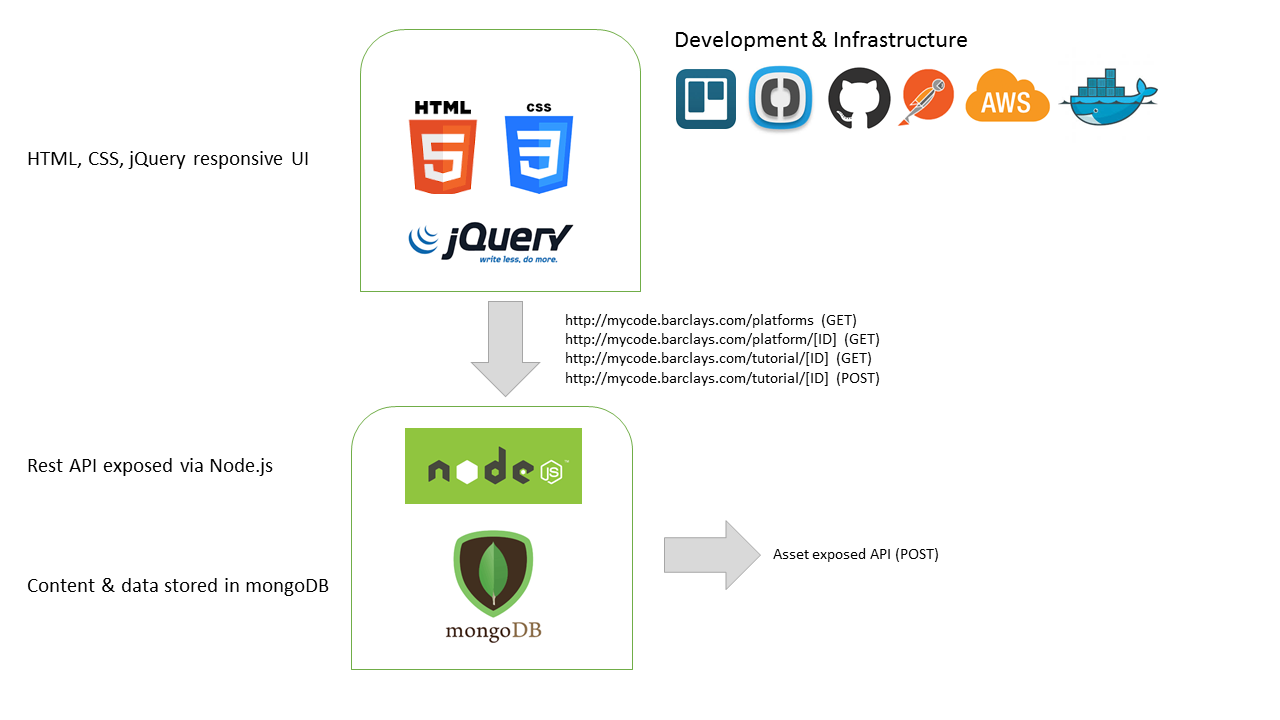 Development & Infrastructure
AWS
HTML
CSS
5
3
HTML, CSS, jQuery responsive UI
jQuery
write less, do more.
http://mycode.barclays.com/platforms (GET)
http://mycode.barclays.com/platform/[ID] (GET)
http://mycode.barclays.com/tutorial/[ID] (GET)
http://mycode.barclays.com/tutorial/[ID] (POST)
Rest API exposed via Node.js
node JS ™
Asset exposed API (POST)
Content & data stored in mongoDB
mongoDB